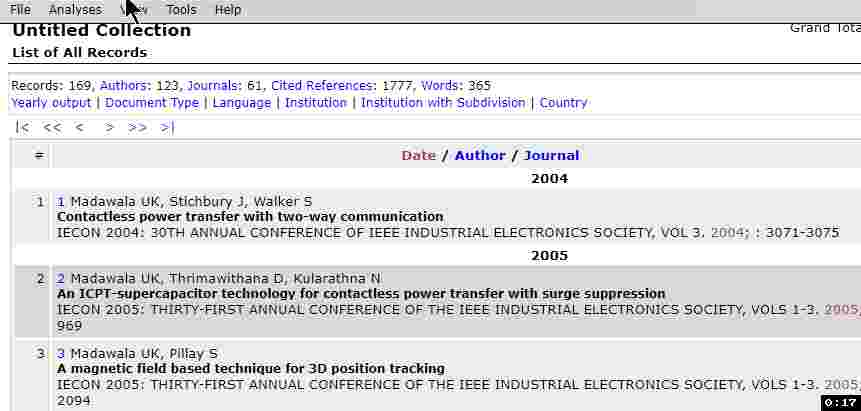 File Analyses View Tools Help
Untitled Collection
Grand Tota
List of All Records
Records: 169, Authors: 123, Journals: 61, Cited References: 1777, Words: 365
Yearly output | Document Type | Language | Institution | Institution with Subdivision | Country
|< << < > >> >|
# Date / Author / Journal
2004
1 1 Madawala UK, Stichbury J, Walker S
Contactless power transfer with two-way communication
IECON 2004: 30TH ANNUAL CONFERENCE OF IEEE INDUSTRIAL ELECTRONICS SOCIETY, VOL 3. 2004; : 3071-3075
2005
2 2 Madawala UK, Thrimawithana D, Kularathna N
An ICPT-supercapacitor technology for contactless power transfer with surge suppression
IECON 2005: THIRTY-FIRST ANNUAL CONFERENCE OF THE IEEE INDUSTRIAL ELECTRONICS SOCIETY, VOLS 1-3. 2005;
969
3 3 Madawala UK, Pillay S
A magnetic field based technique for 3D position tracking
IECON 2005: THIRTY-FIRST ANNUAL CONFERENCE OF THE IEEE INDUSTRIAL ELECTRONICS SOCIETY, VOLS 1-3. 2005;
2094
0:17